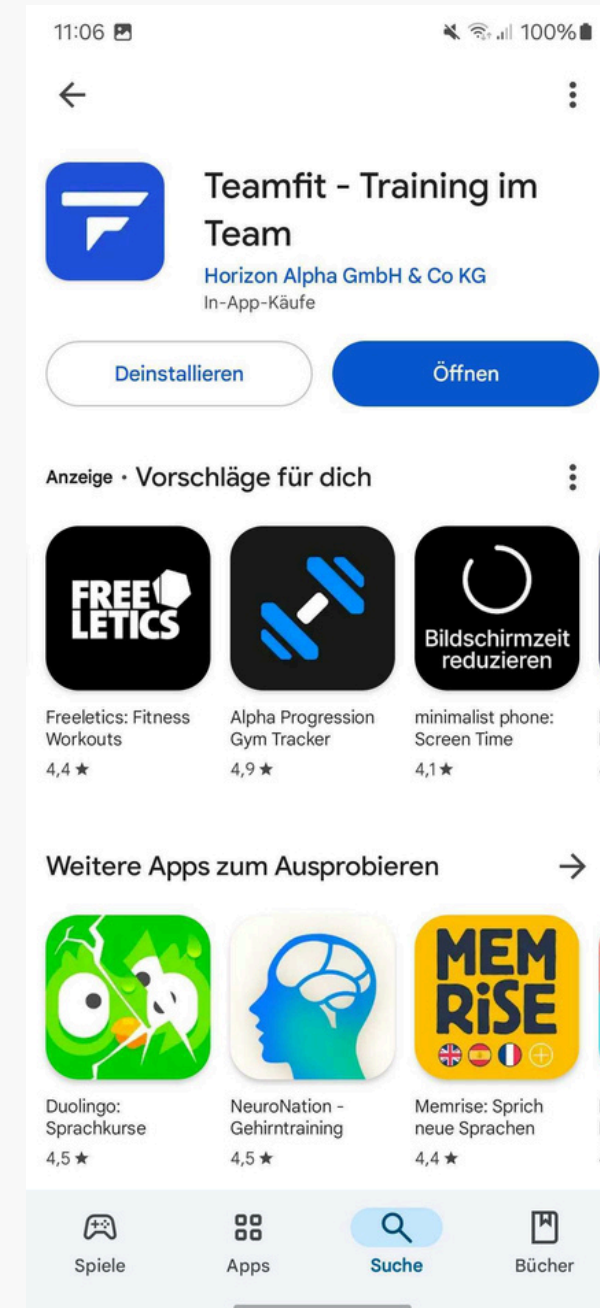 11:06
100%
Teamfit - Training im
Team
Horizon Alpha GmbH & Co KG
In-App-Käufe
Deinstallieren
Öffnen
Anzeige • Vorschläge für dich
FREE
LETICS
Bildschirmzeit
reduzieren
Freeletics: Fitness
Workouts
4,4 ★
Alpha Progression
Gym Tracker
4,9 ★
minimalist phone:
Screen Time
4,1 ★
Weitere Apps zum Ausprobieren
MEM
RiSE
Duolingo:
Sprachkurse
4,5 ★
NeuroNation -
Gehirntraining
4,5 ★
Memrise: Sprich
neue Sprachen
4,4 ★
Spiele
Apps
Suche
Bücher